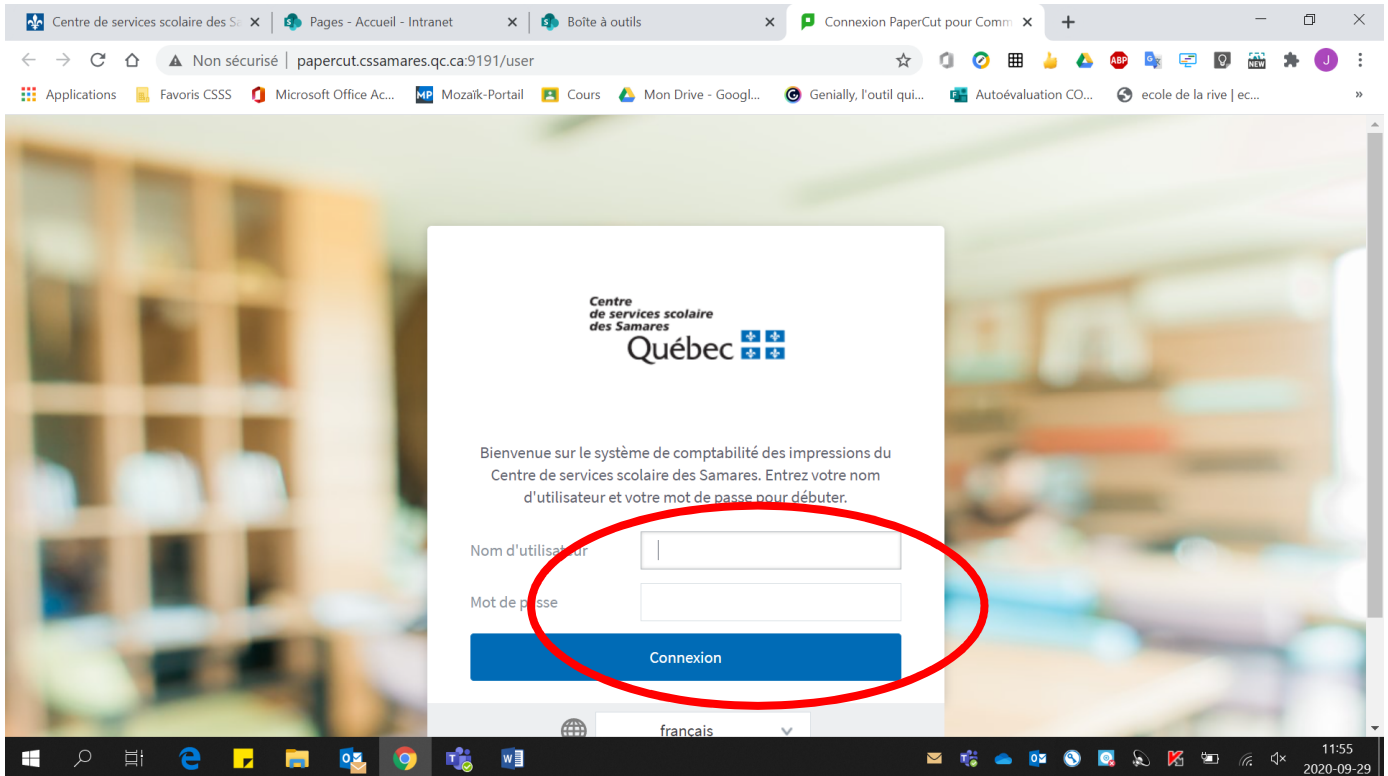 Centre de services scolaire des Sa
Pages - Accueil - Intranet
Boîte à outils
Connexion PaperCut pour Comm
Non sécurisé | papercut.cssamares.qc.ca:9191/user
ABP
NEW
J
Applications
Favoris CSSS
Microsoft Office Ac...
MP Mozaïk-Portail
Cours
Mon Drive - Googl...
Genially, l'outil qui...
Autoévaluation CO...
ecole de la rive | ec...
»
Centre
de services scolaire
des Samares
Québec
Bienvenue sur le système de comptabilité des impressions du
Centre de services scolaire des Samares. Entrez votre nom
d'utilisateur et votre mot de passe pour débuter.
Nom d'utilisateur
Mot de passe
Connexion
français
11:55
2020-09-29